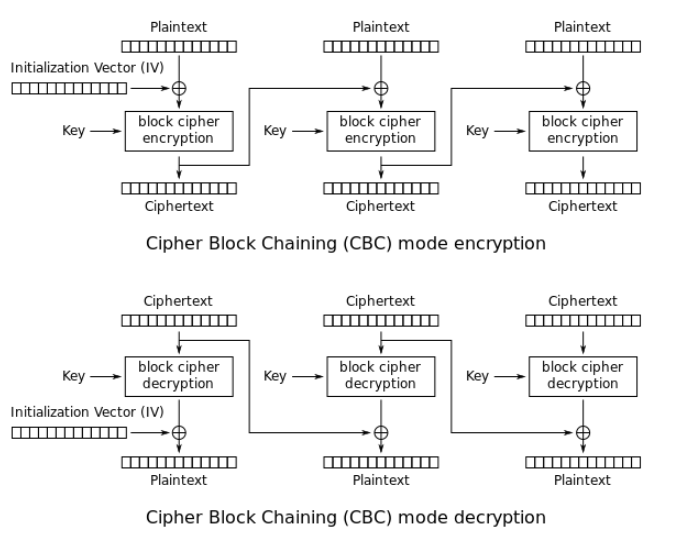 Plaintext Plaintext Plaintext
Initialization Vector (IV)
Key block cipher encryption Key block cipher encryption Key block cipher encryption
Ciphertext Ciphertext Ciphertext
Cipher Block Chaining (CBC) mode encryption
Ciphertext Ciphertext Ciphertext
Key block cipher decryption Key block cipher decryption Key block cipher decryption
Initialization Vector (IV)
Plaintext Plaintext Plaintext
Cipher Block Chaining (CBC) mode decryption